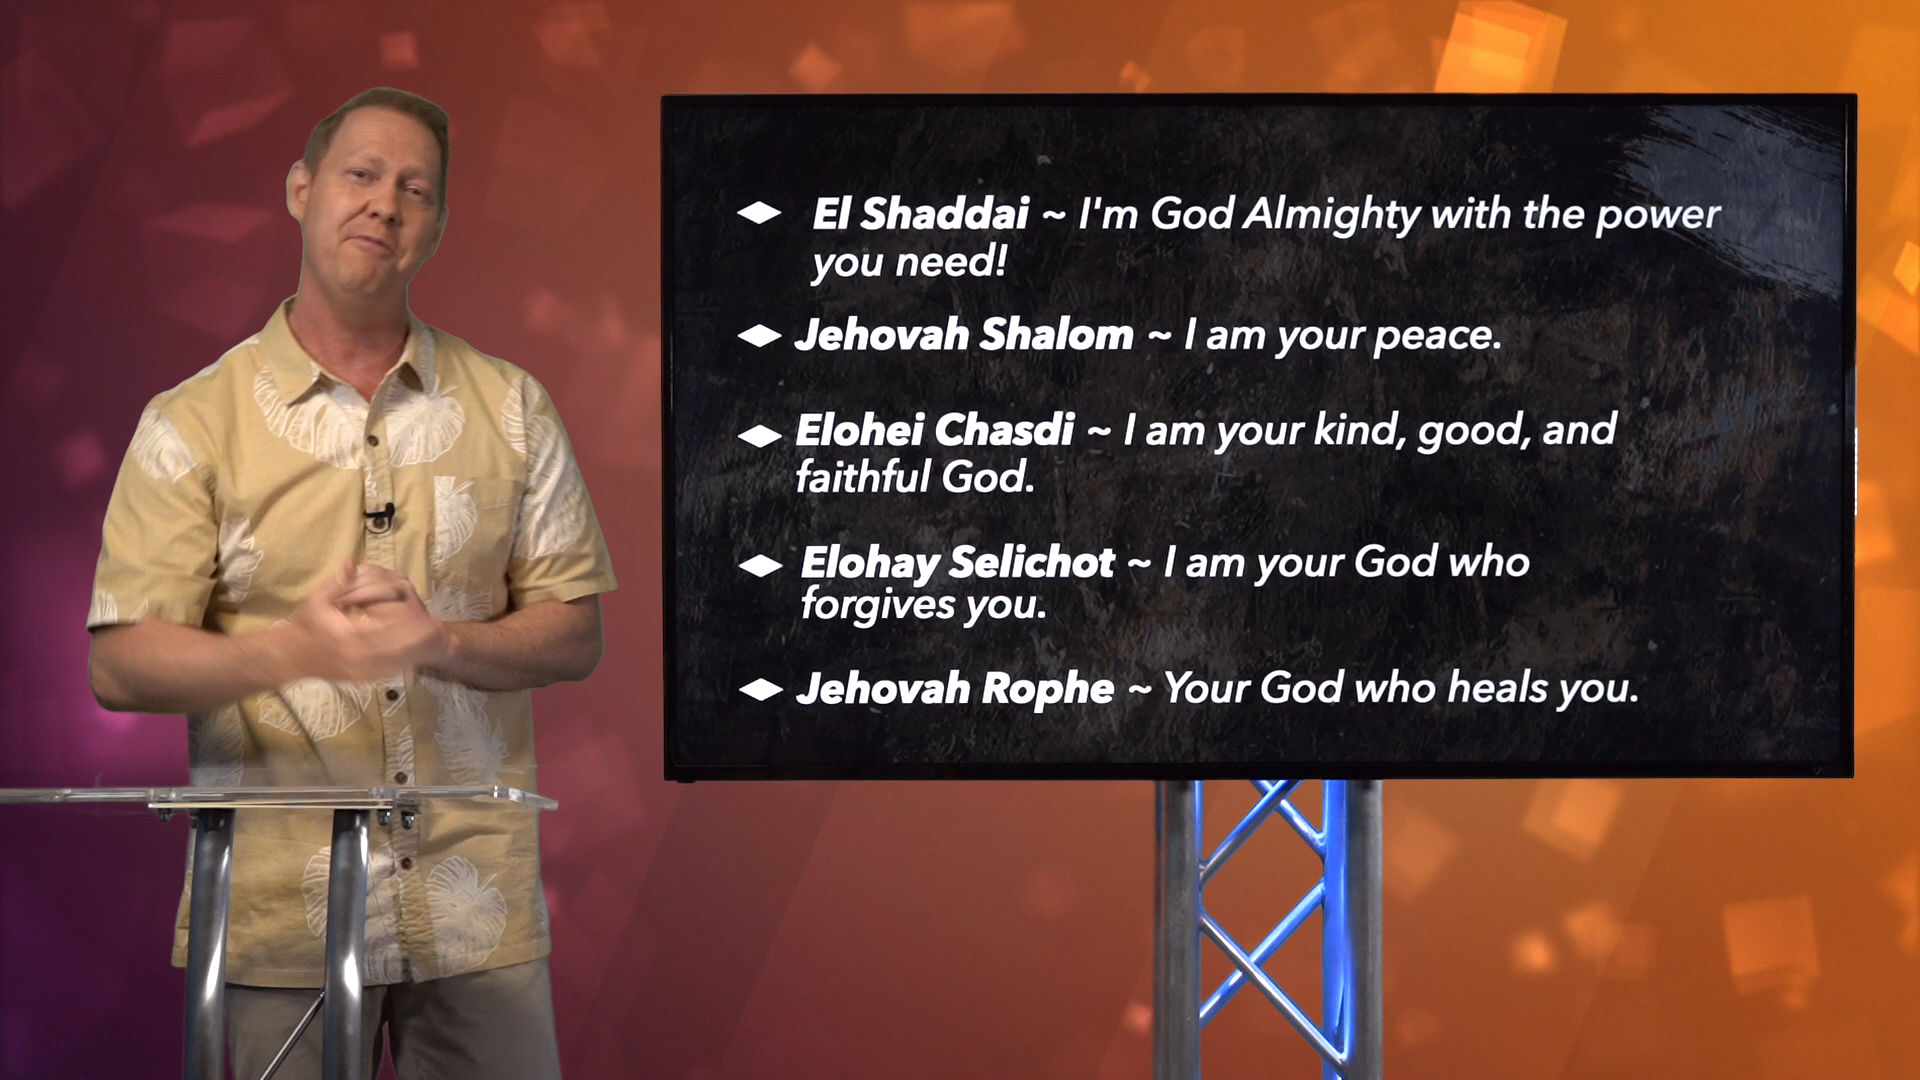 El Shaddai ~ I'm God Almighty with the power
you need!
Jehovah Shalom ~ I am your peace.
Elohei Chasdi ~ I am your kind, good, and
faithful God.
Elohay Selichot ~ I am your God who
forgives you.
Jehovah Rophe ~ Your God who heals you.